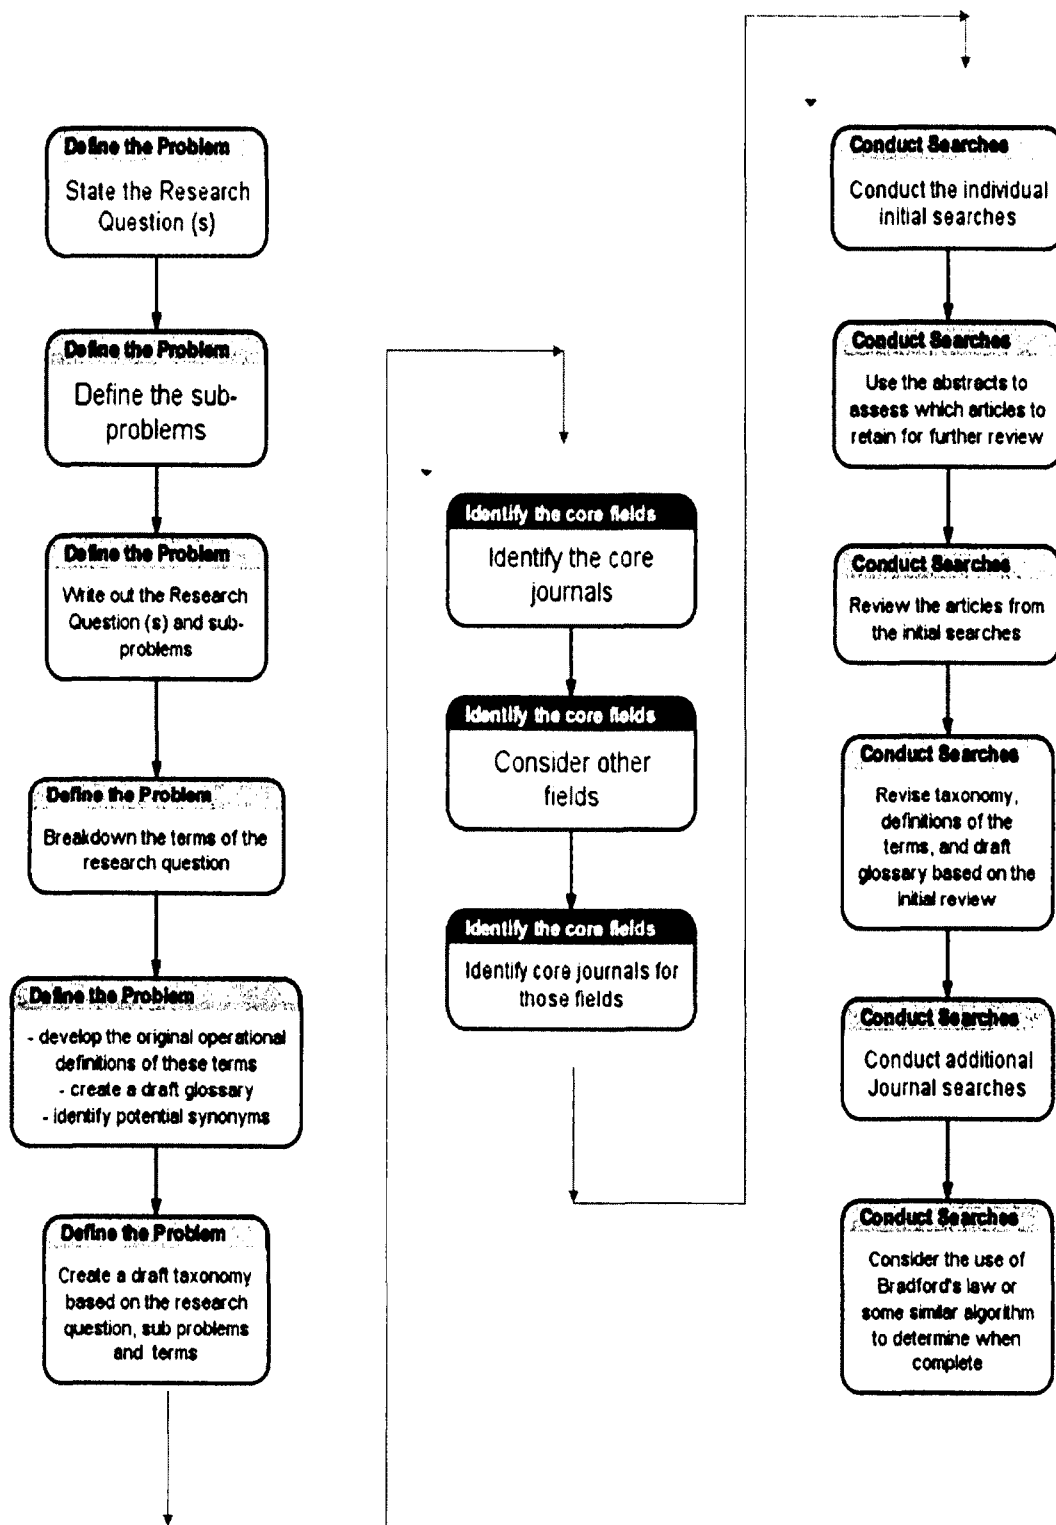 Define the Problem
State the Research
Question (s)
Define the Problem
Define the sub-
problems
Define the Problem
Write out the Research
Question (s) and sub-
problems
Define the Problem
Breakdown the terms of the
research question
Define the Problem
- develop the original operational
definitions of these terms
- create a draft glossary
- identify potential synonyms
Define the Problem
Create a draft taxonomy
based on the research
question, sub problems
and terms
Identify the core fields
Identify the core
journals
Identify the core fields
Consider other
fields
Identify the core fields
Identify core journals for
those fields
Conduct Searches
Conduct the individual
initial searches
Conduct Searches
Use the abstracts to
assess which articles to
retain for further review
Conduct Searches
Review the articles from
the initial searches
Conduct Searches
Revise taxonomy,
definitions of the
terms, and draft
glossary based on the
initial review
Conduct Searches
Conduct additional
Journal searches
Conduct Searches
Consider the use of
Bradford's law or
some similar algorithm
to determine when
complete